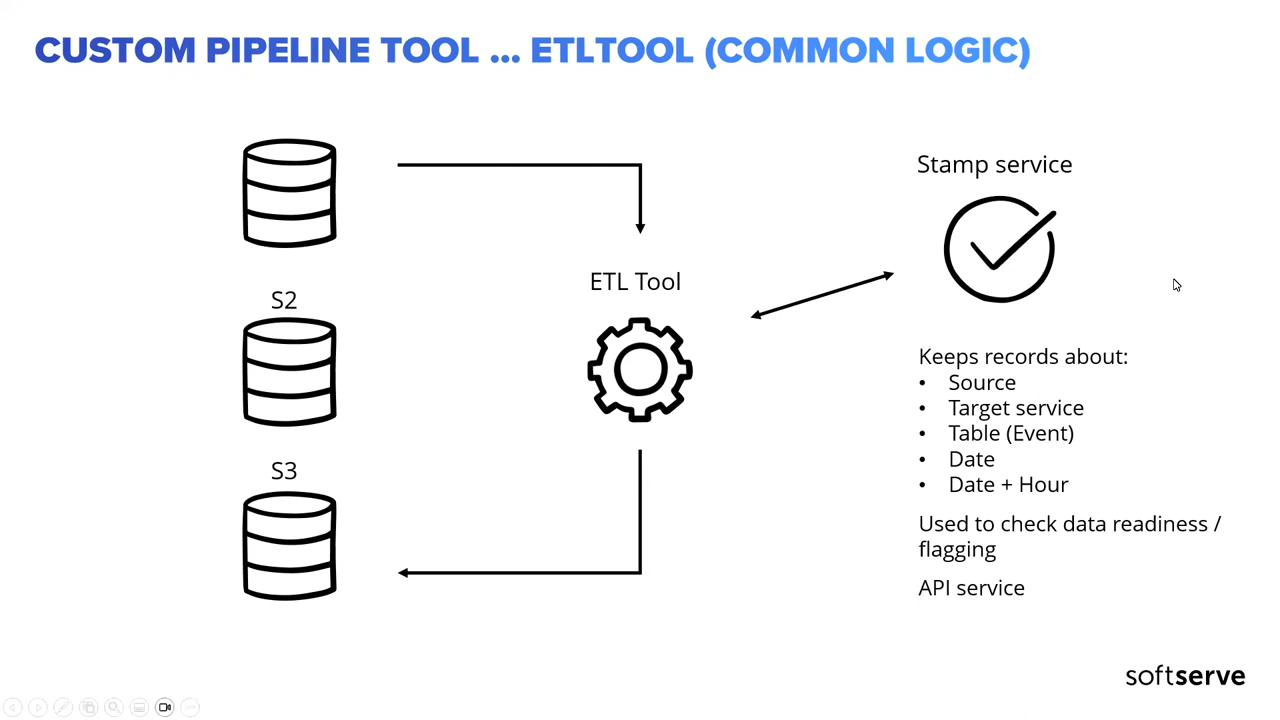 CUSTOM PIPELINE TOOL ... ETLTOOL (COMMON LOGIC)
S2
S3
ETL Tool
Stamp service
Keeps records about:
• Source
• Target service
• Table (Event)
• Date
• Date + Hour
Used to check data readiness /
flagging
API service
softserve